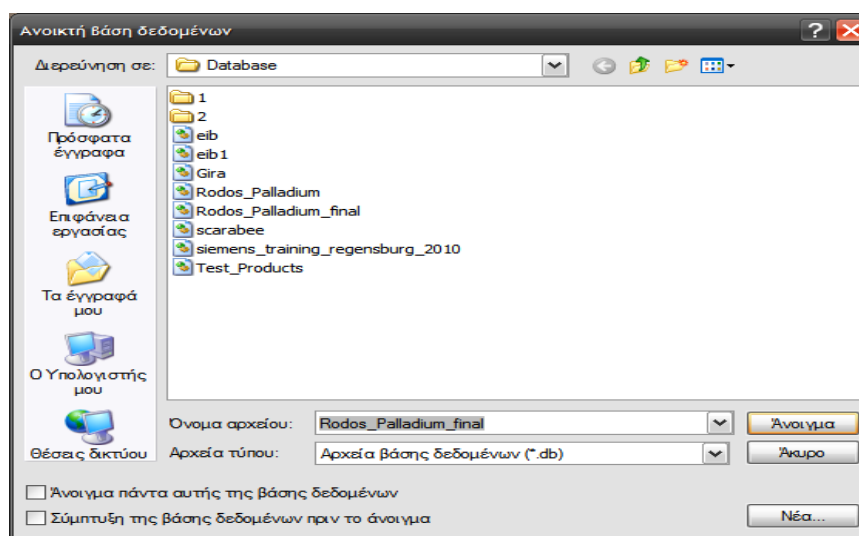 Ανοικτή βάση δεδομένων
Διερεύνηση σε:
Database
1
2
eib
eib1
Gira
Rodos_Palladium
Rodos_Palladium_final
scarabee
siemens_training_regensburg_2010
Test_Products
Πρόσφατα
έγγραφα
Επιφάνεια
εργασίας
Τα έγγραφά
μου
Ο Υπολογιστής
μου
Θέσεις δικτύου
Όνομα αρχείου:
Rodos_Palladium_final
Άνοιγμα
Αρχεία τύπου:
Αρχεία βάσης δεδομένων (*.db)
Άκυρο
Άνοιγμα πάντα αυτής της βάσης δεδομένων
Σύμπτυξη της βάσης δεδομένων πριν το άνοιγμα
Νέα...